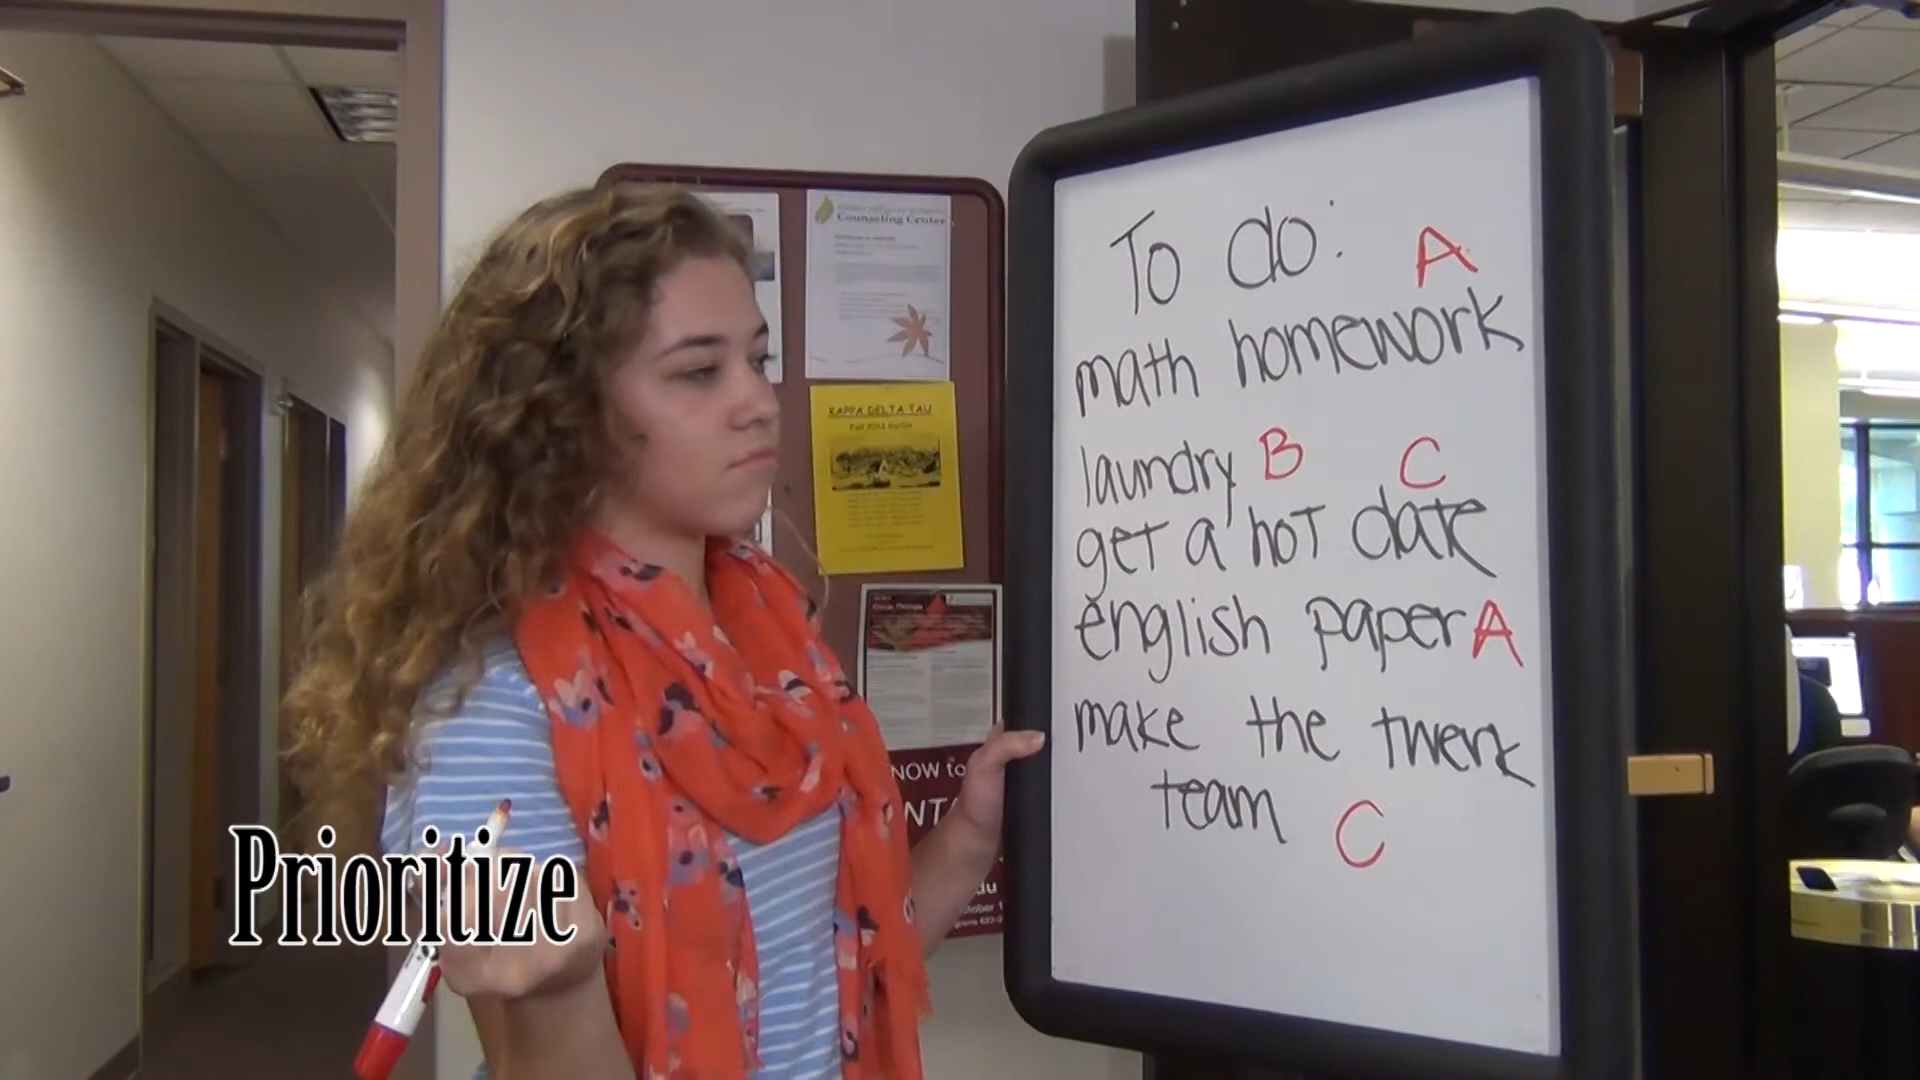 To do:
A
math homework
laundry B
C
get a hot date
english paper A
make the twerk
team C
Counseling Center
KAPPA DELTA TAU
NOW to
Prioritize